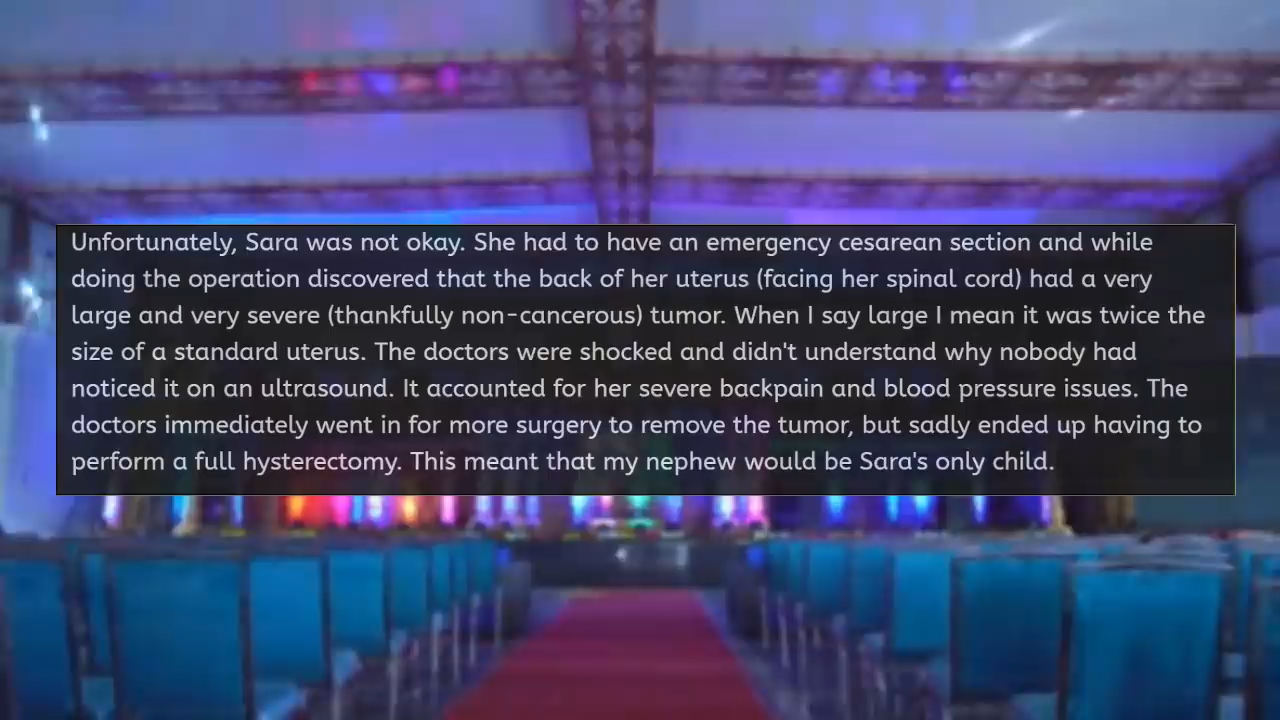 Unfortunately, Sara was not okay. She had to have an emergency cesarean section and while
doing the operation discovered that the back of her uterus (facing her spinal cord) had a very
large and very severe (thankfully non-cancerous) tumor. When I say large I mean it was twice the
size of a standard uterus. The doctors were shocked and didn't understand why nobody had
noticed it on an ultrasound. It accounted for her severe backpain and blood pressure issues. The
doctors immediately went in for more surgery to remove the tumor, but sadly ended up having to
perform a full hysterectomy. This meant that my nephew would be Sara's only child.